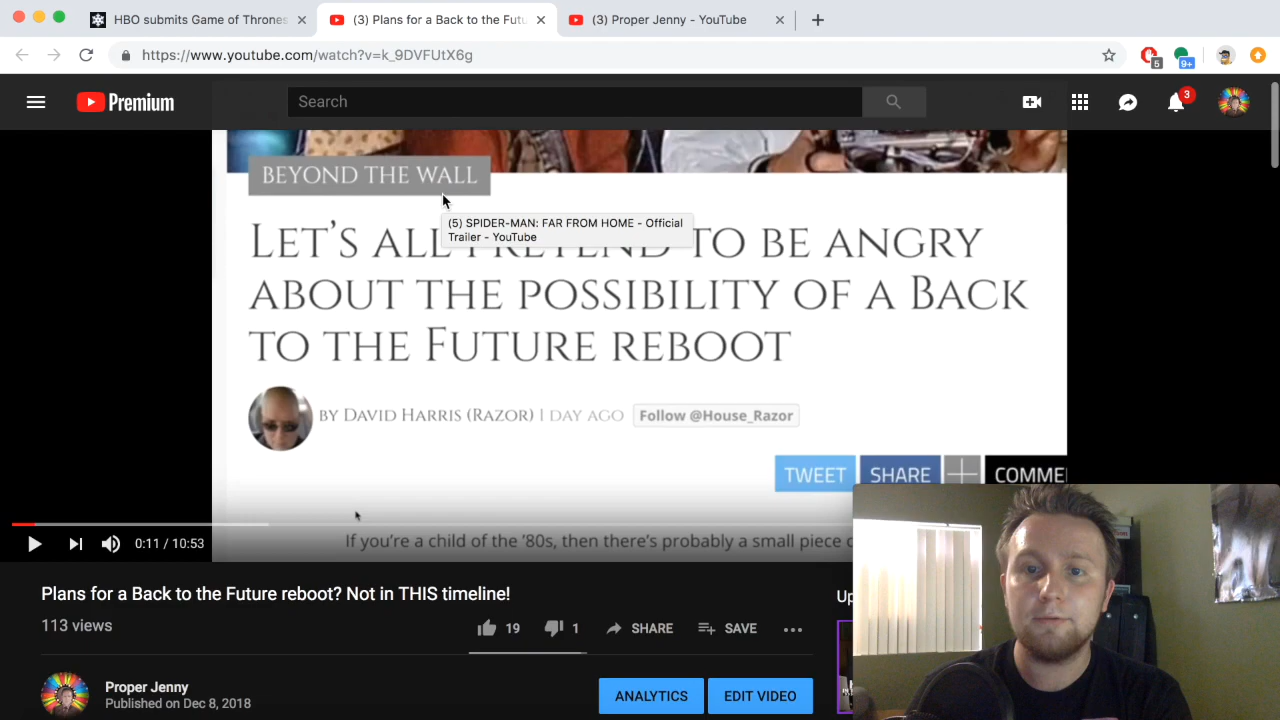 HBO submits Game of Thrones
(3) Plans for a Back to the Futu
(3) Proper Jenny - YouTube
https://www.youtube.com/watch?v=k_9DVFUtX6g
5
9+
Premium
Search
3
BEYOND THE WALL
(5) SPIDER-MAN: FAR FROM HOME - Official
Trailer - YouTube
LET'S ALL PRETEND TO BE ANGRY
ABOUT THE POSSIBILITY OF A BACK
TO THE FUTURE REBOOT
BY DAVID HARRIS (RAZOR) | 1 DAY AGO Follow @House_Razor
TWEET SHARE COMME
If you're a child of the '80s, then there's probably a small piece
0:11 / 10:53
Plans for a Back to the Future reboot? Not in THIS timeline!
Up
113 views
19 1 SHARE SAVE
Proper Jenny
Published on Dec 8, 2018
ANALYTICS EDIT VIDEO